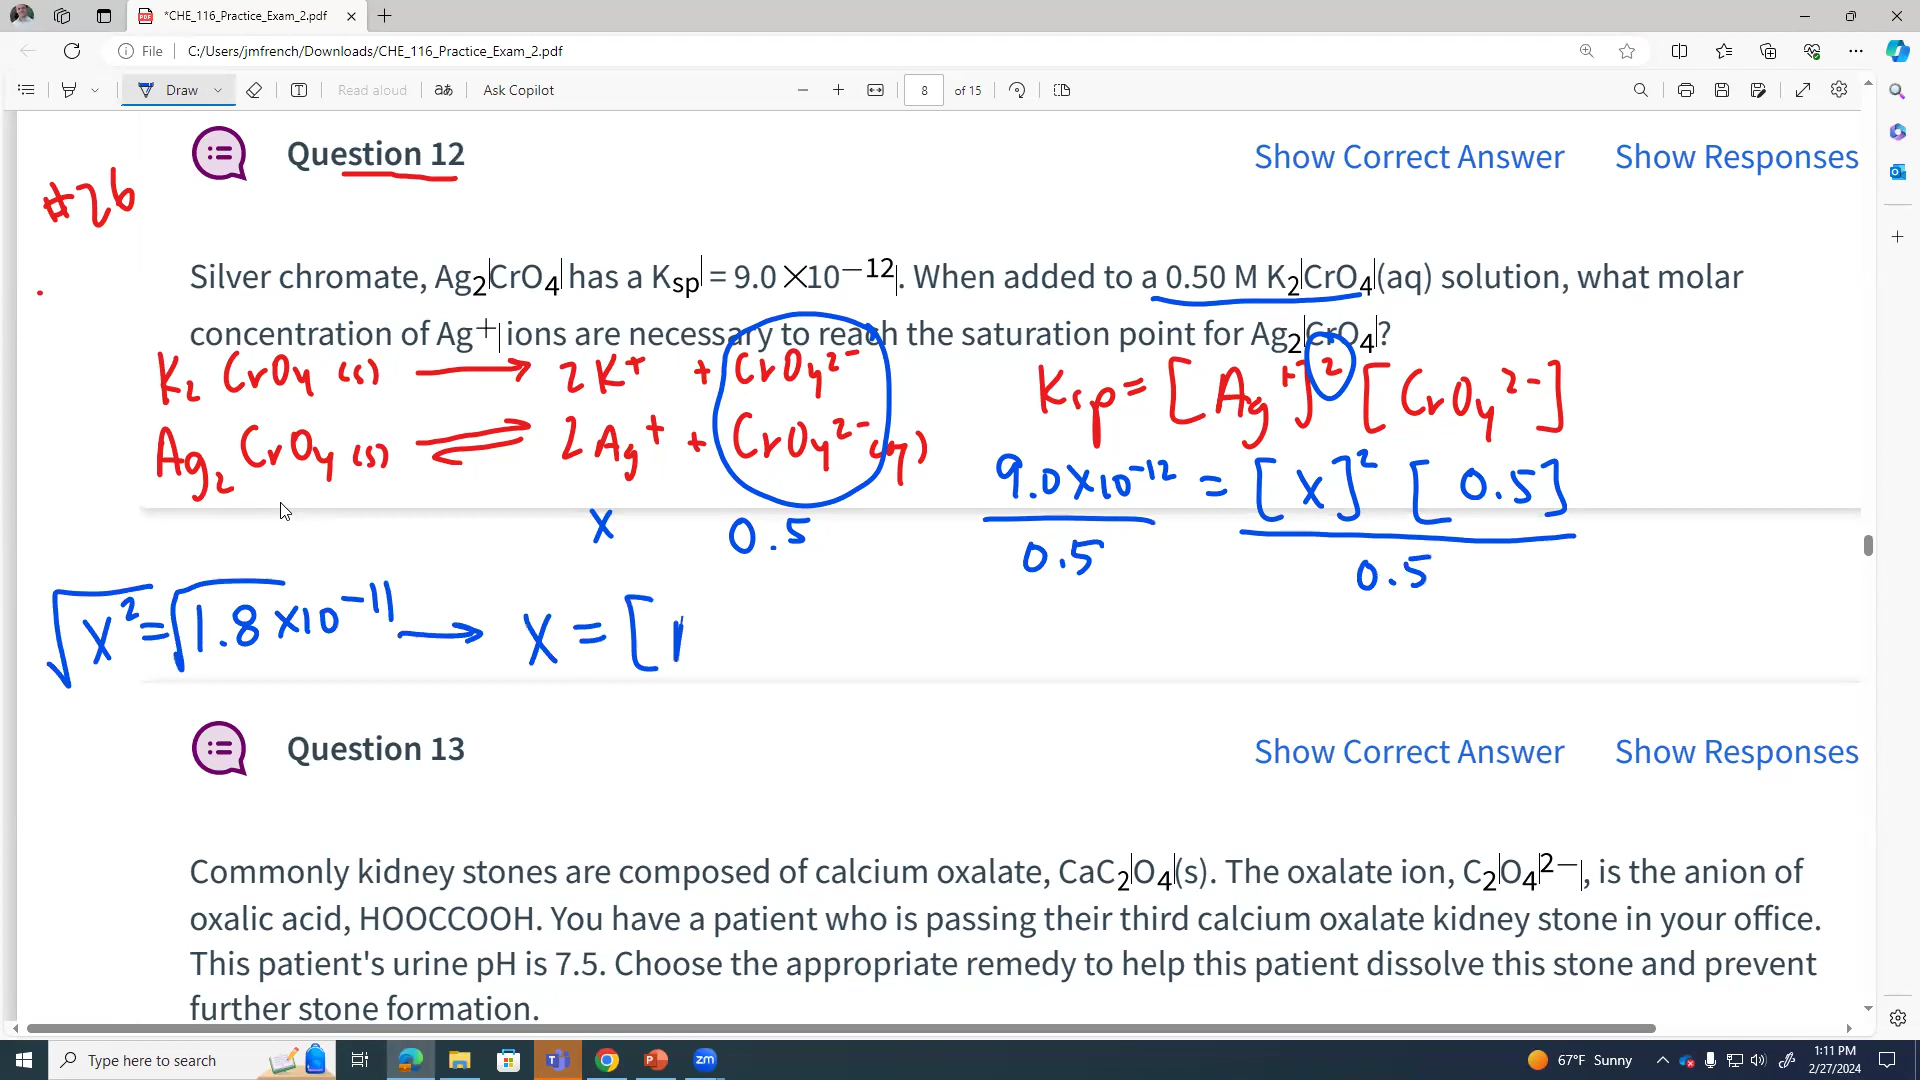 *CHE_116_Practice_Exam_2.pdf
File C:/Users/jmfrench/Downloads/CHE_116_Practice_Exam_2.pdf
Draw Read aloud aあ Ask Copilot 8 of 15
Question 12 Show Correct Answer Show Responses
#26
Silver chromate, Ag₂CrO₄ has a Ksp = 9.0×10⁻¹². When added to a 0.50 M K₂CrO₄(aq) solution, what molar
concentration of Ag⁺ ions are necessary to reach the saturation point for Ag₂CrO₄?
K₂ CrO₄ (s) → 2K⁺ + CrO₄²⁻
Ksp = [Ag⁺]² [CrO₄²⁻]
Ag₂ CrO₄ (s) ⇌ 2Ag⁺ + CrO₄²⁻ (aq)
9.0×10⁻¹² = [X]² [0.5]
X 0.5
0.5 0.5
√X² = √1.8×10⁻¹¹ → X = [
Question 13 Show Correct Answer Show Responses
Commonly kidney stones are composed of calcium oxalate, CaC₂O₄(s). The oxalate ion, C₂O₄²⁻, is the anion of
oxalic acid, HOOCCOOH. You have a patient who is passing their third calcium oxalate kidney stone in your office.
This patient's urine pH is 7.5. Choose the appropriate remedy to help this patient dissolve this stone and prevent
further stone formation.
Type here to search
67°F Sunny
1:11 PM
2/27/2024